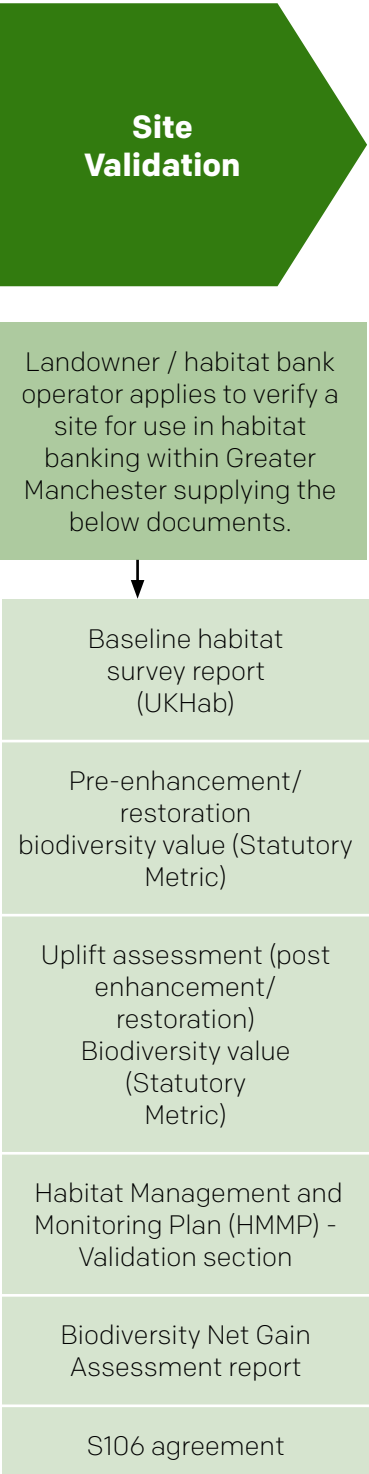 Site
Validation
Landowner / habitat bank
operator applies to verify a
site for use in habitat
banking within Greater
Manchester supplying the
below documents.
Baseline habitat
survey report
(UKHab)
Pre-enhancement/
restoration
biodiversity value (Statutory
Metric)
Uplift assessment (post
enhancement/
restoration)
Biodiversity value
(Statutory
Metric)
Habitat Management and
Monitoring Plan (HMMP) -
Validation section
Biodiversity Net Gain
Assessment report
S106 agreement